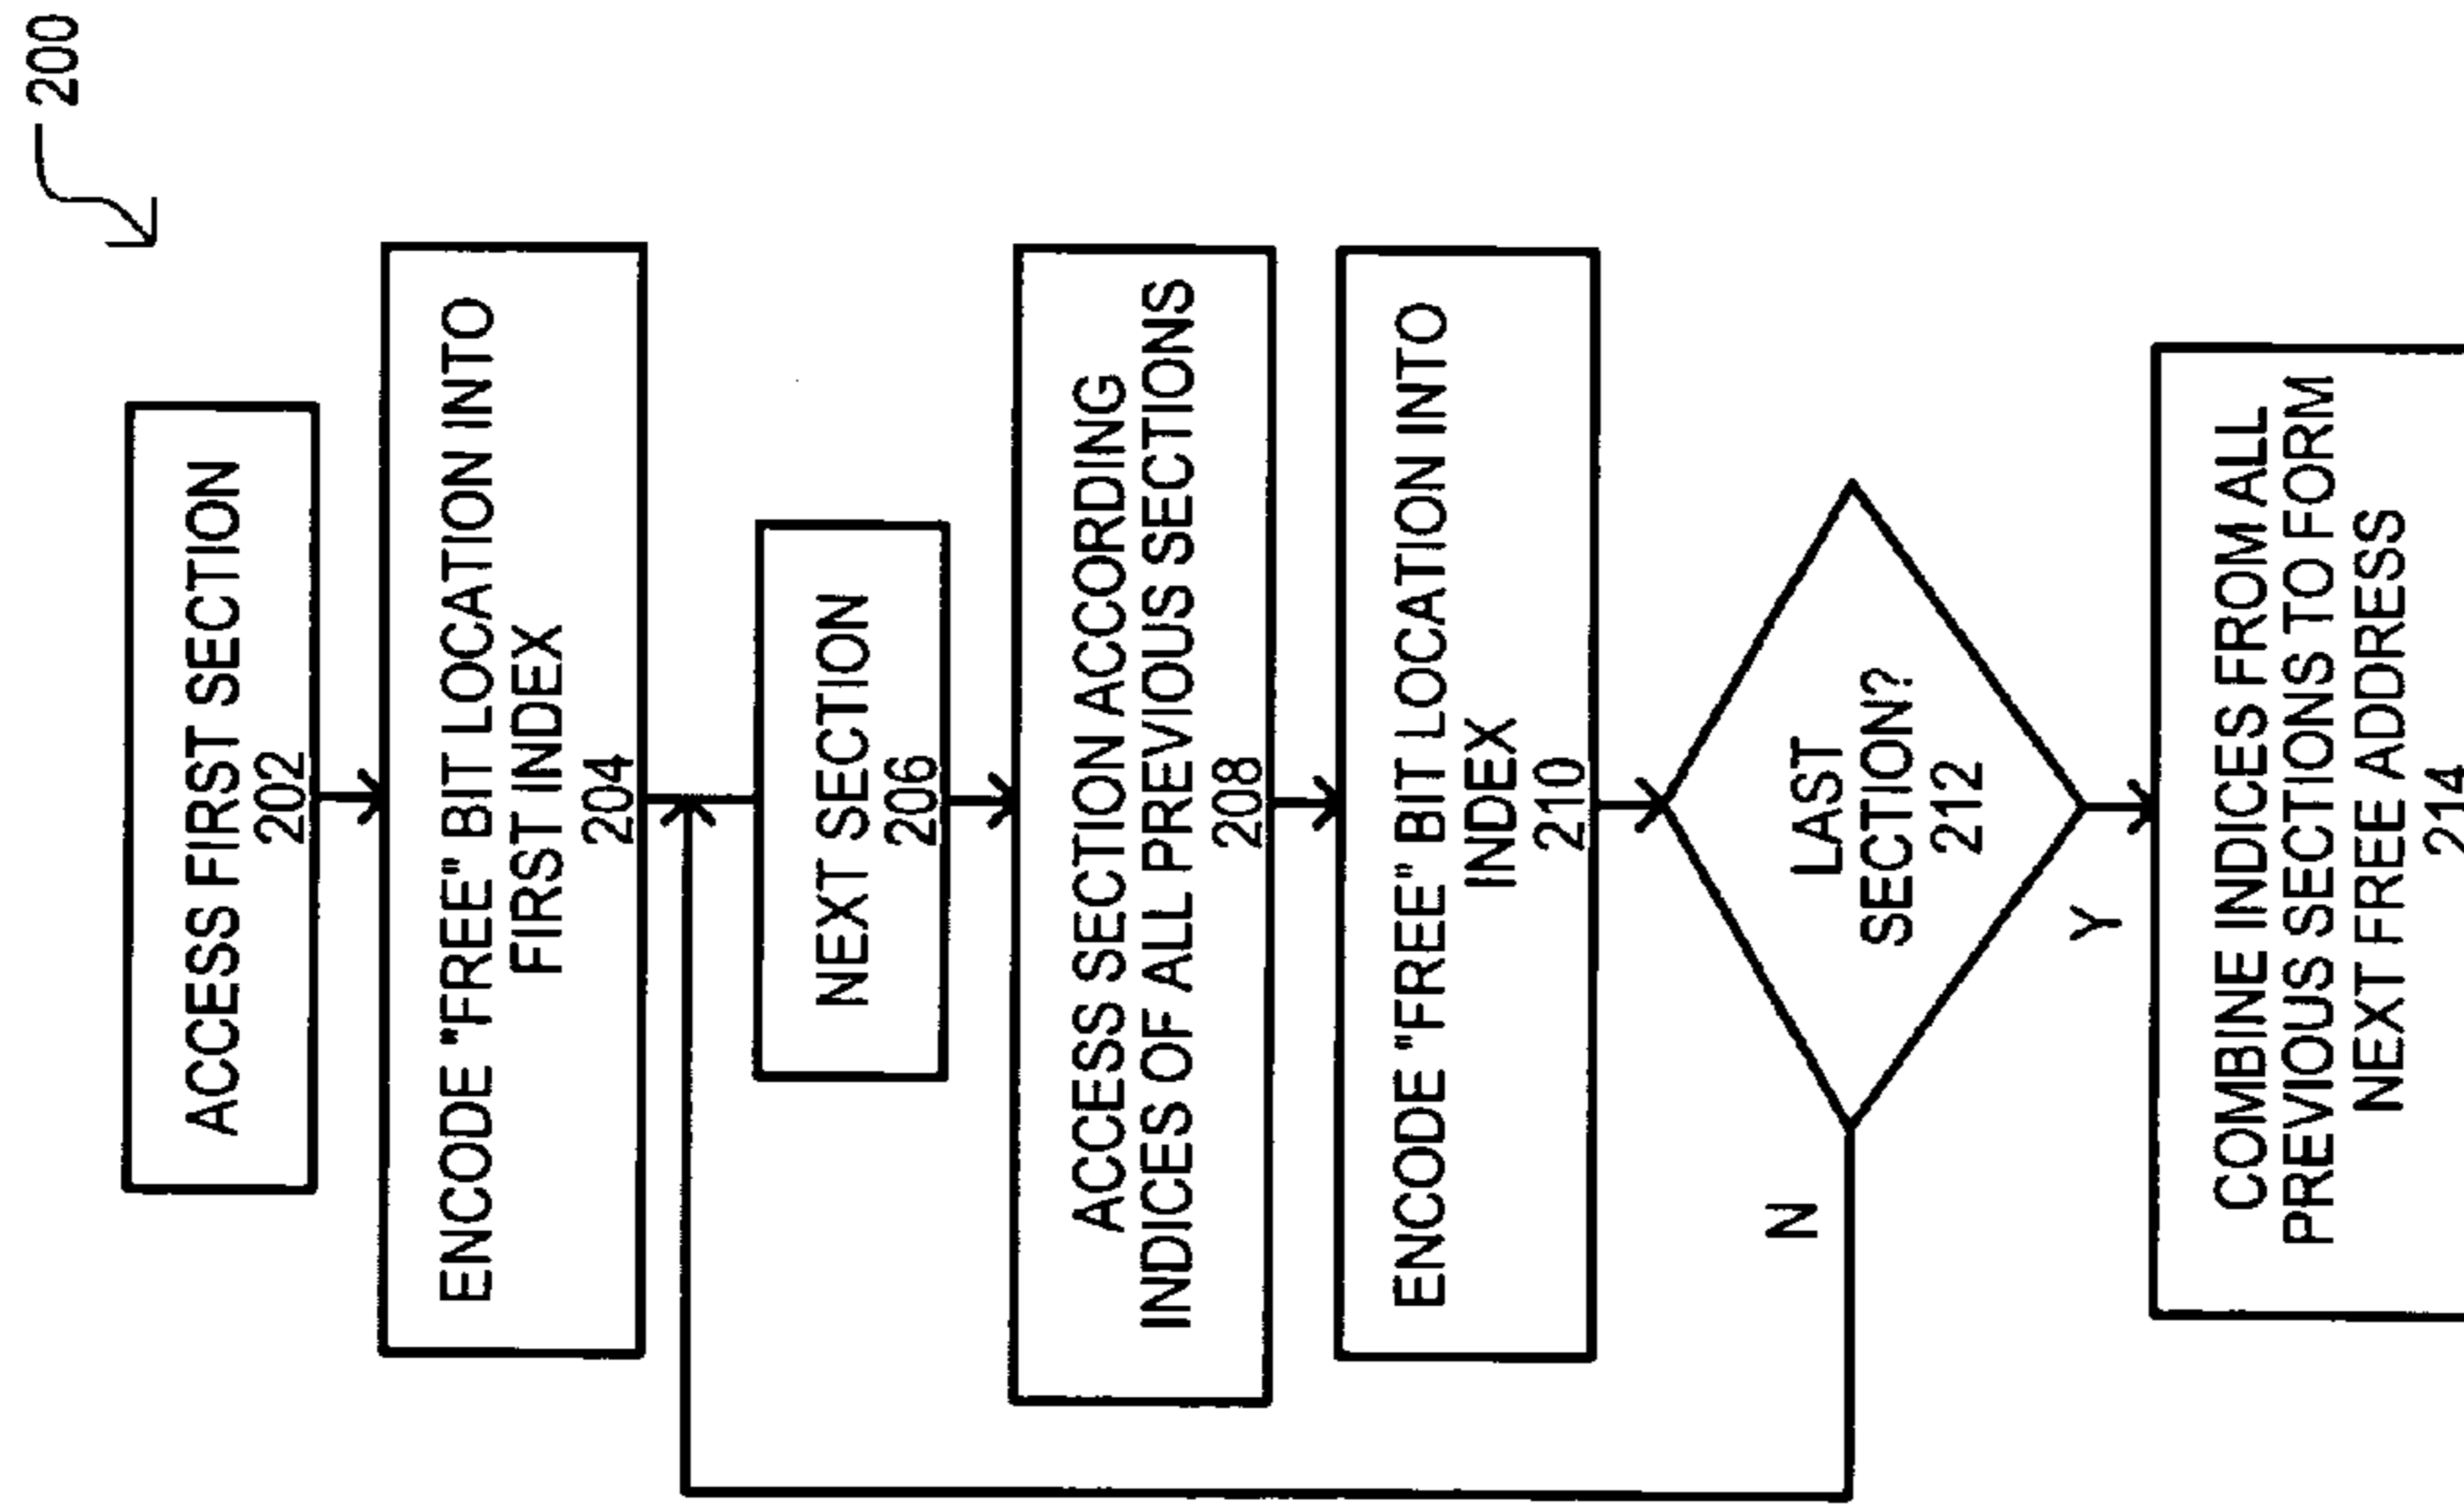 200
ACCESS FIRST SECTION
202
ENCODE "FREE" BIT LOCATION INTO
FIRST INDEX
204
NEXT SECTION
206
ACCESS SECTION ACCORDING
INDICES OF ALL PREVIOUS SECTIONS
208
ENCODE "FREE" BIT LOCATION INTO
INDEX
210
LAST
SECTION?
212
N
Y
COMBINE INDICES FROM ALL
PREVIOUS SECTIONS TO FORM
NEXT FREE ADDRESS
214